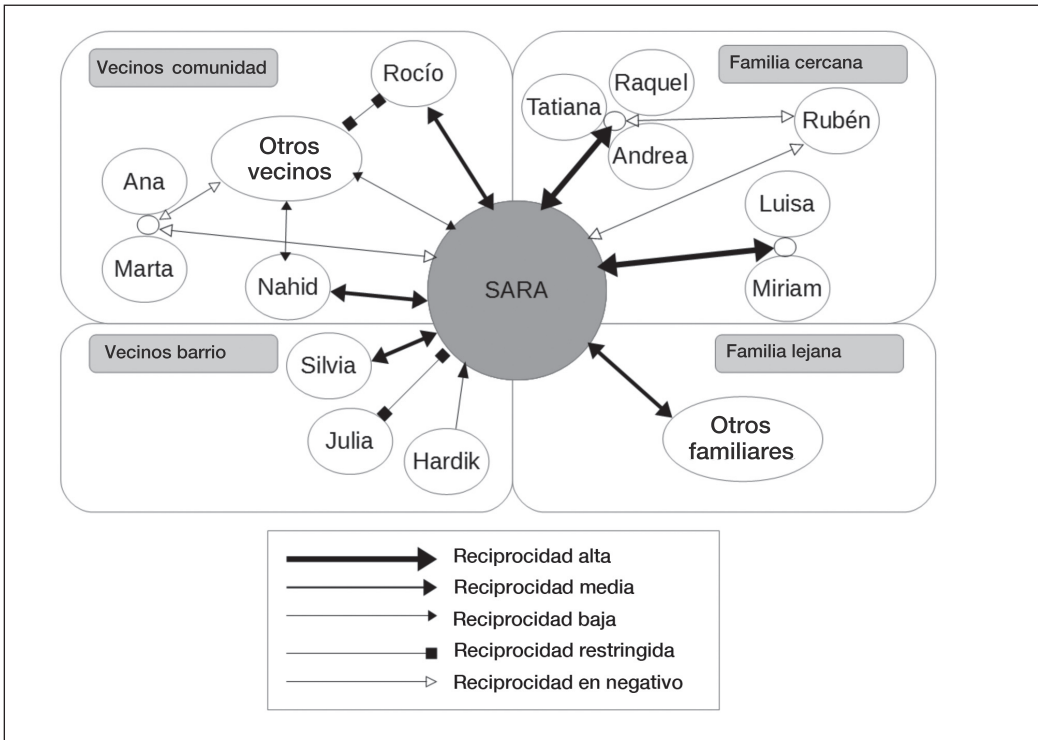 Vecinos comunidad
Rocío
Otros
vecinos
Ana
Marta
Nahid
Familia cercana
Raquel
Tatiana
Andrea
Rubén
Luisa
Miriam
SARA
Vecinos barrio
Silvia
Julia
Hardik
Familia lejana
Otros
familiares
Reciprocidad alta
Reciprocidad media
Reciprocidad baja
Reciprocidad restringida
Reciprocidad en negativo